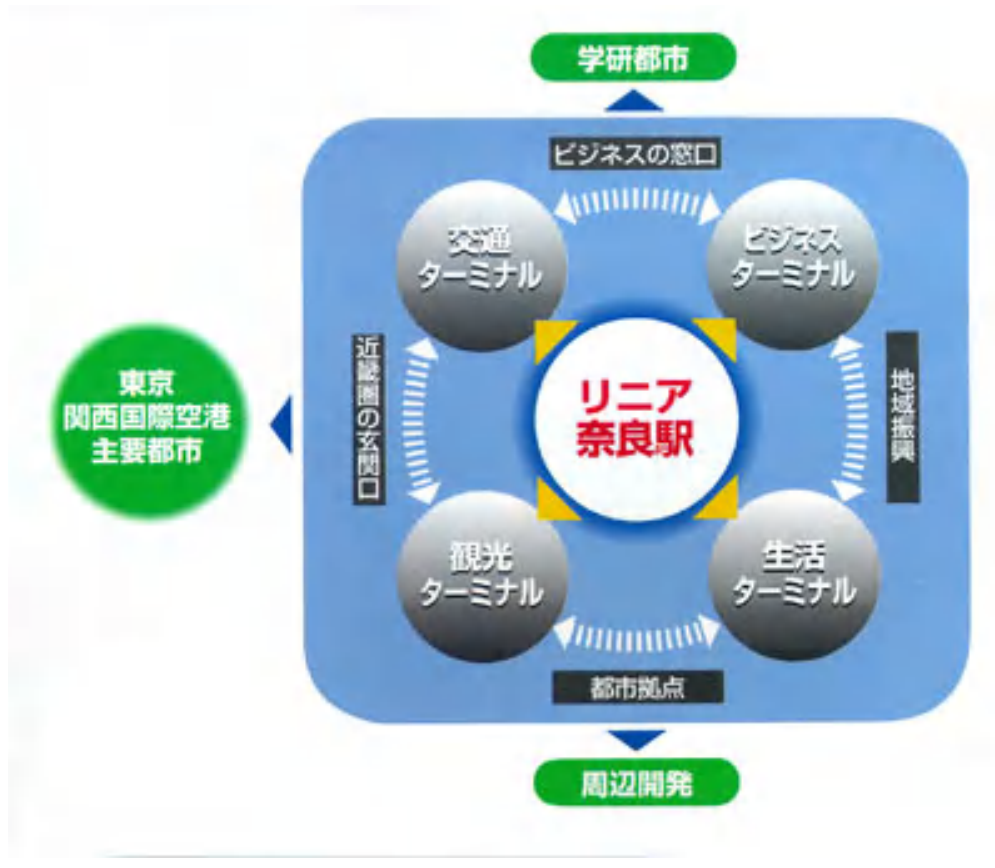 学研都市
ビジネスの窓口
交通
ターミナル
ビジネス
ターミナル
近畿圏の玄関口
リニア
奈良駅
地域振興
東京
関西国際空港
主要都市
観光
ターミナル
生活
ターミナル
都市拠点
周辺開発